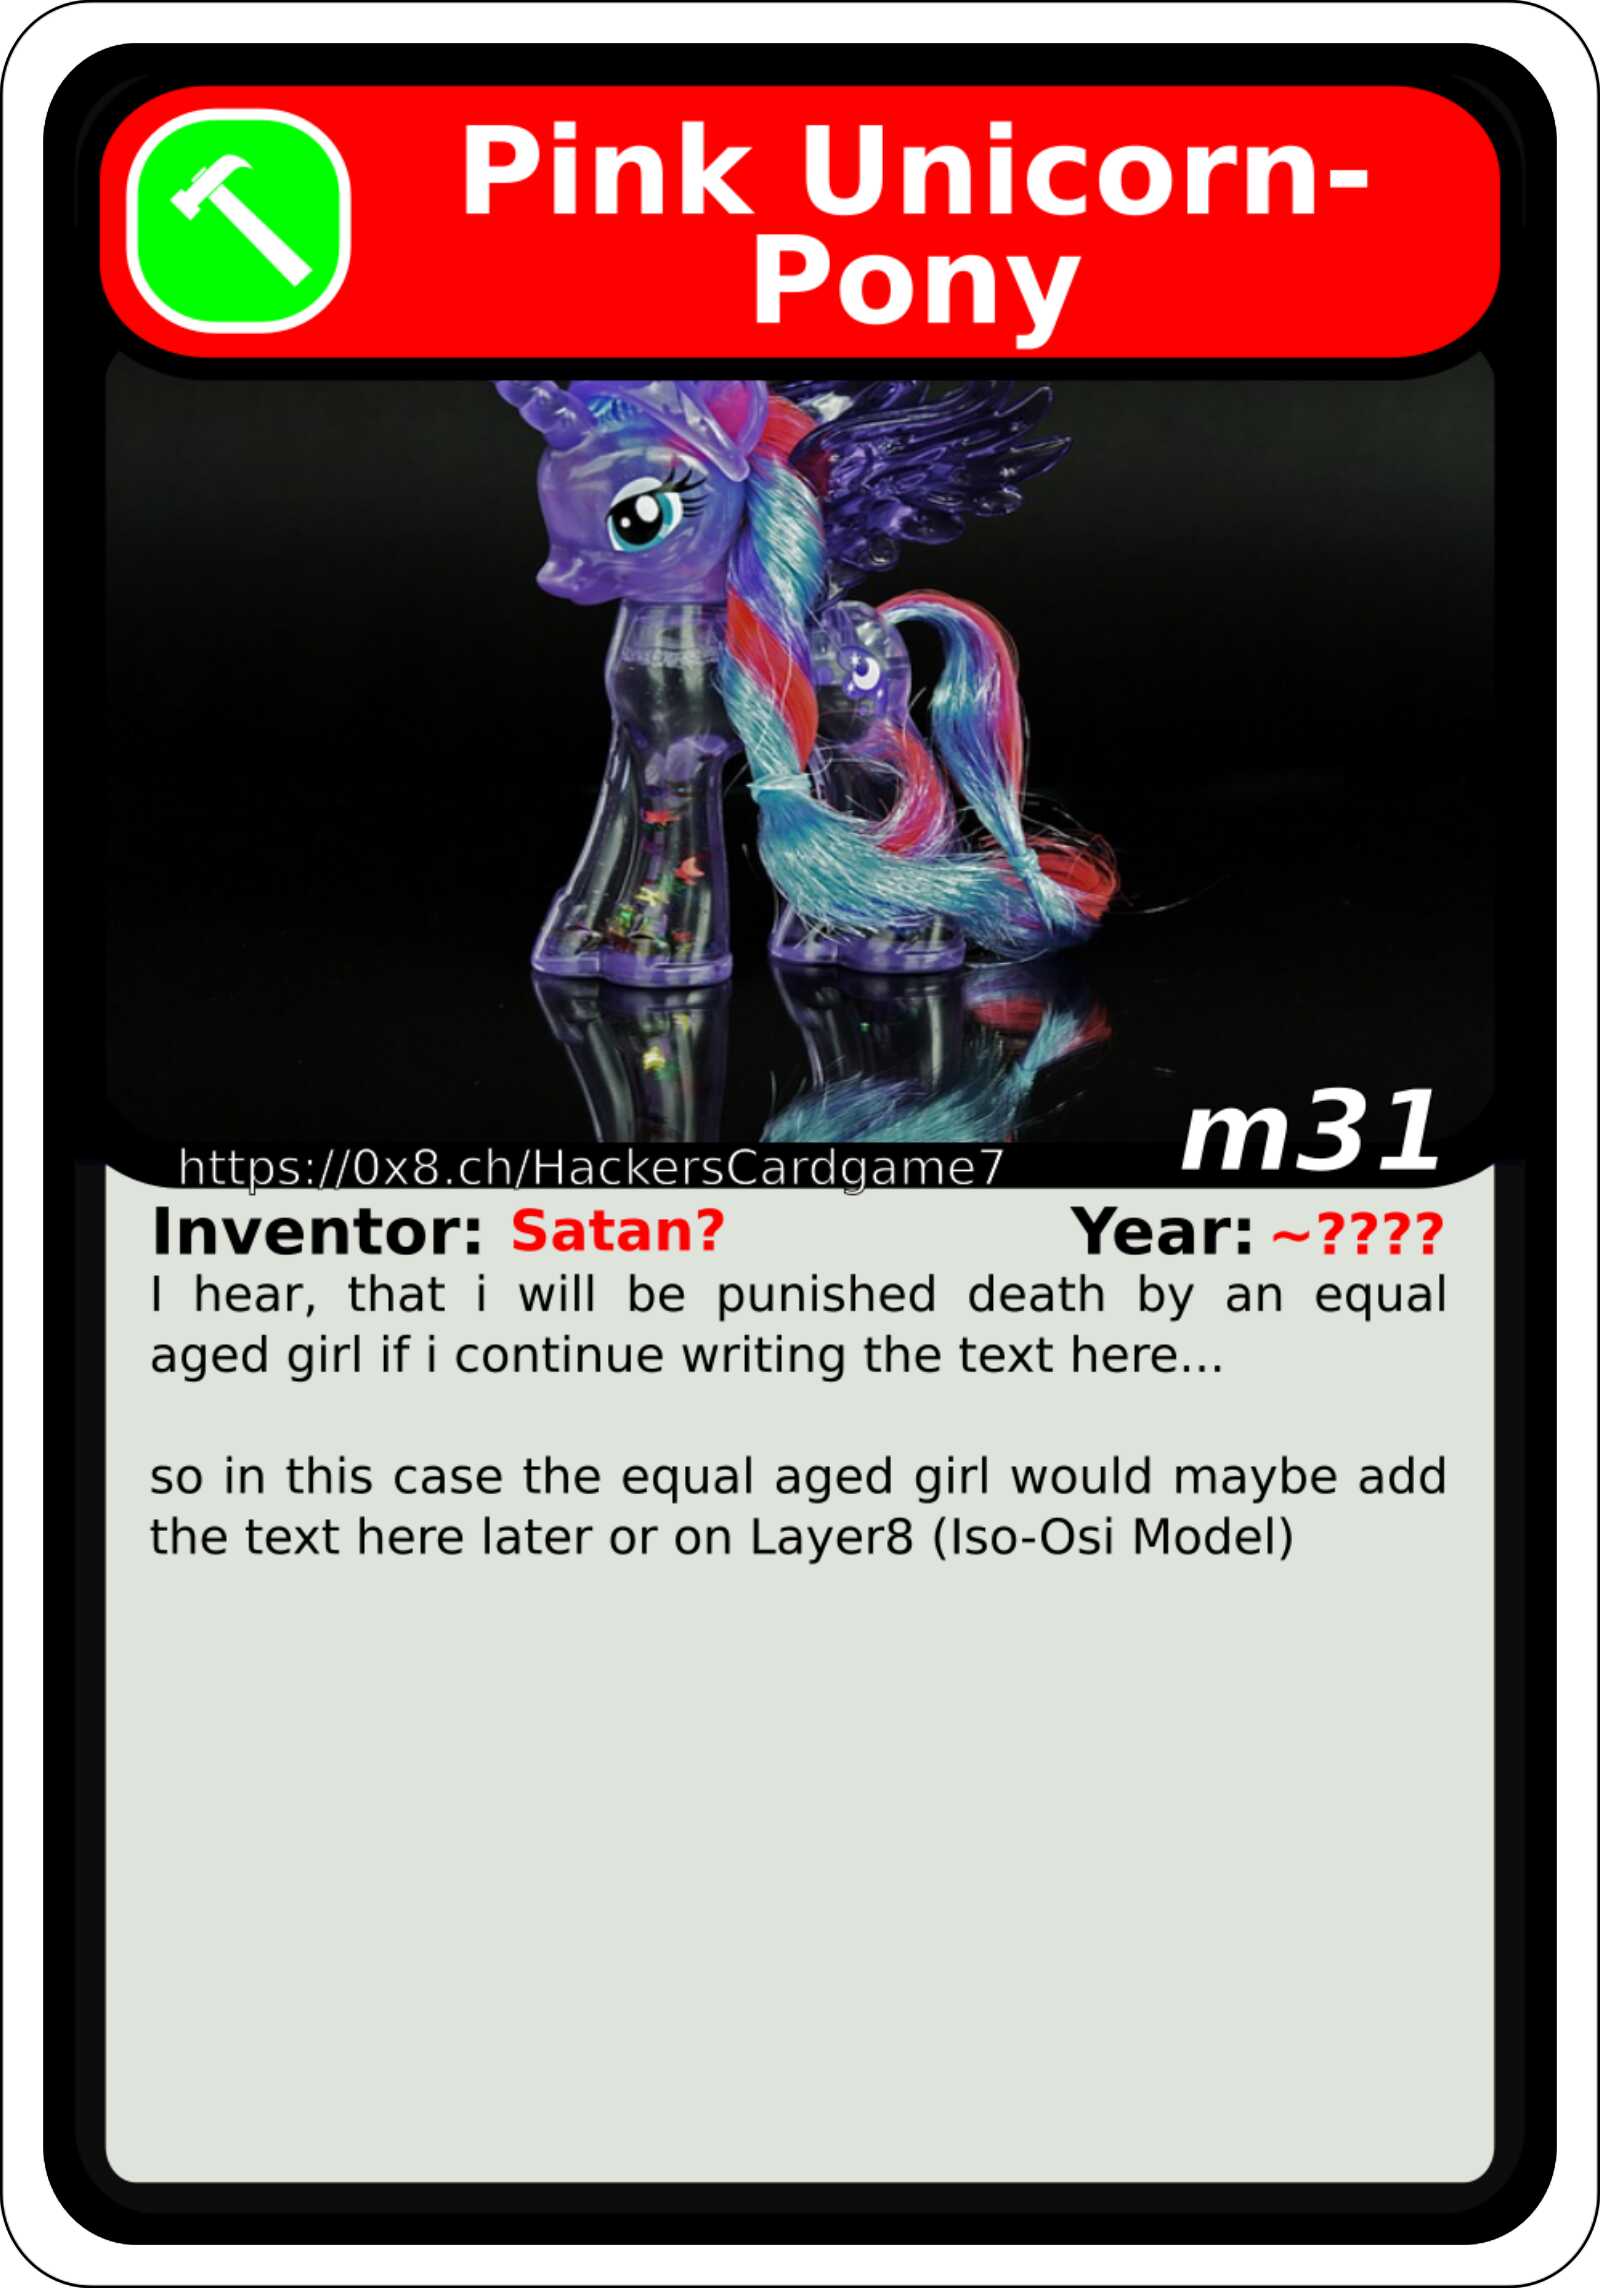 Pink Unicorn-
Pony
m31
https://0x8.ch/HackersCardgame7
Inventor: Satan? Year: ~????
I hear, that i will be punished death by an equal
aged girl if i continue writing the text here...
so in this case the equal aged girl would maybe add
the text here later or on Layer8 (Iso-Osi Model)